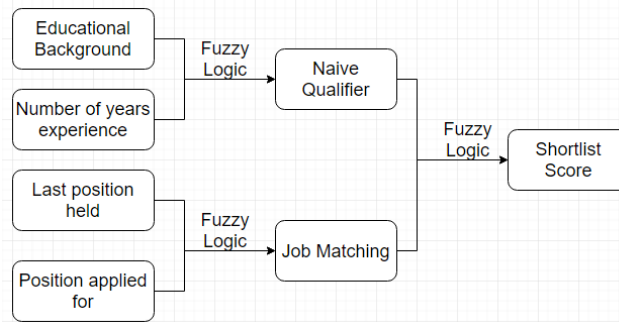 Educational
Background
Fuzzy
Logic
Naive
Qualifier
Number of years
experience
Fuzzy
Logic
Shortlist
Score
Last position
held
Fuzzy
Logic
Job Matching
Position applied
for